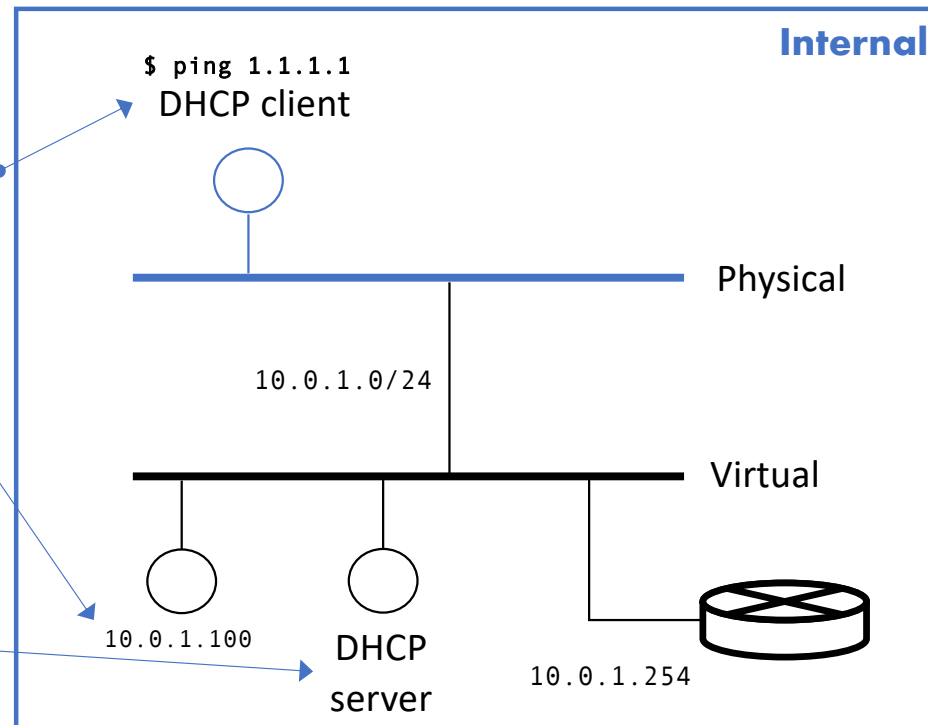 Internal
$ ping 1.1.1.1
DHCP client
Physical
10.0.1.0/24
Virtual
10.0.1.100
DHCP
server
10.0.1.254